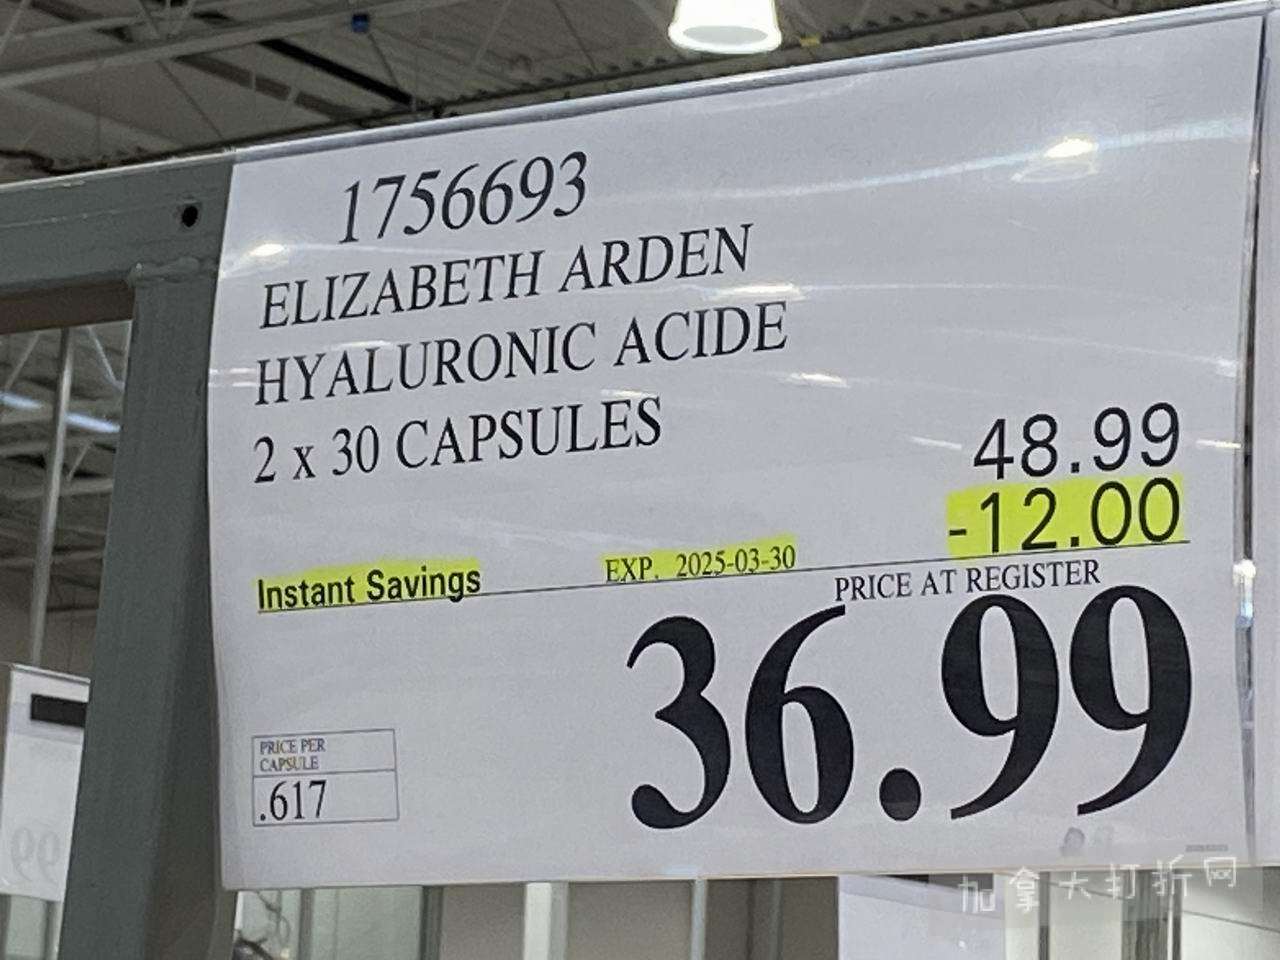 1756693
ELIZABETH ARDEN
HYALURONIC ACIDE
2 x 30 CAPSULES
48.99
-12.00
Instant Savings EXP. 2025-03-30
PRICE AT REGISTER
36.99
PRICE PER
CAPSULE
.617
加拿大打折网